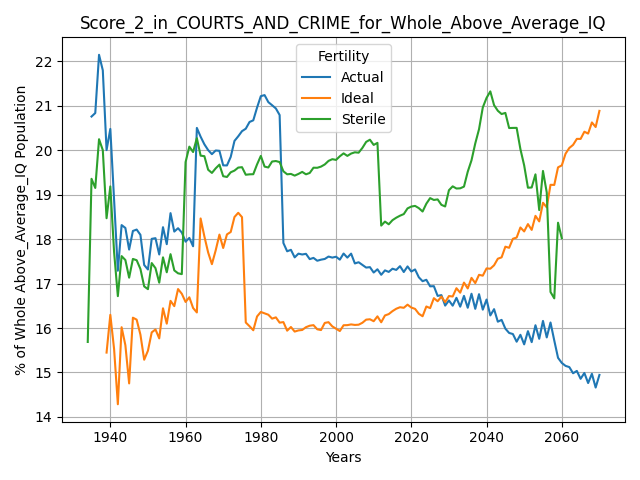 Score_2_in_COURTS_AND_CRIME_for_Whole_Above_Average_IQ
Fertility
Actual
Ideal
Sterile
% of Whole Above_Average_IQ Population
22
21
20
19
18
17
16
15
14
1940
1960
1980
2000
2020
2040
2060
Years